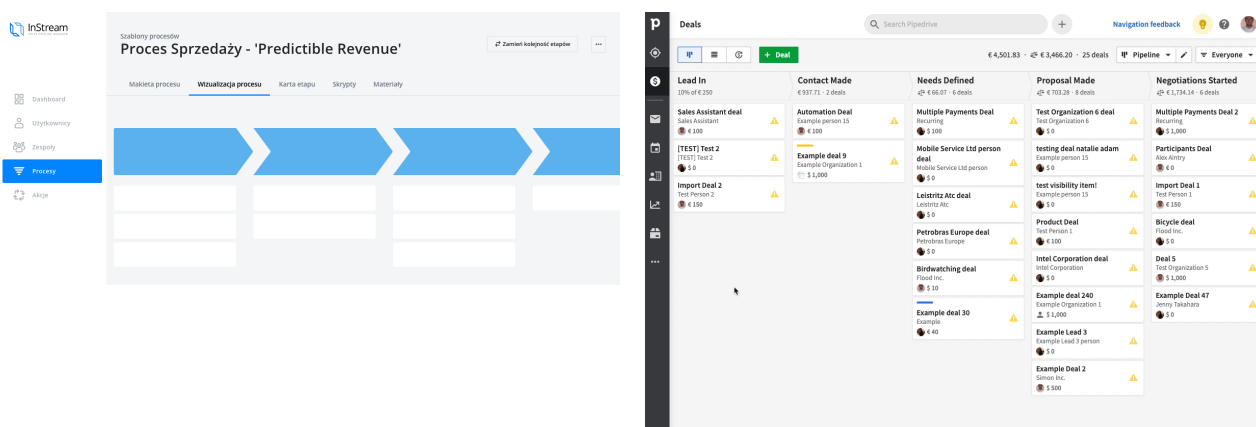 InStream
Dashboard
Użytkownicy
Zespoły
Procesy
Akcje
Szablony procesów
Proces Sprzedaży - 'Predictible Revenue'
Zamień kolejność etapów
...
Makieta procesu
Wizualizacja procesu
Karta etapu
Skrypty
Materiały
p
Deals
Search Pipedrive
+
Navigation feedback
?
+ Deal
€ 4,501.83 · € 3,466.20 · 25 deals
Pipeline
Everyone
Lead In
10% of € 250
Sales Assistant deal
Sales Assistant
€ 100
[TEST] Test 2
[TEST] Test 2
$ 0
Import Deal 2
Test Person 2
€ 150
Contact Made
€ 937.71 · 2 deals
Automation Deal
Example person 15
€ 100
Example deal 9
Example Organization 1
$ 1,000
Needs Defined
€ 66.07 · 6 deals
Multiple Payments Deal
Recurring
$ 100
Mobile Service Ltd person
deal
Mobile Service Ltd person
$ 0
Leistritz Atc deal
Leistritz Atc
$ 0
Petrobras Europe deal
Petrobras Europe
$ 0
Birdwatching deal
Flood Inc.
$ 10
Example deal 30
Example
€ 40
Proposal Made
€ 703.28 · 8 deals
Test Organization 6 deal
Test Organization 6
$ 0
testing deal natalie adam
Example person 15
$ 0
test visibility item!
Example person 15
$ 0
Product Deal
Test Person 1
€ 100
Intel Corporation deal
Intel Corporation
$ 0
Example deal 240
Example Organization 1
$ 1,000
Example Lead 3
Example Lead 3 person
$ 0
Example Deal 2
Simon Inc.
$ 500
Negotiations Started
€ 1,734.14 · 6 deals
Multiple Payments Deal 2
Recurring
$ 1,000
Participants Deal
Alex Aintry
€ 0
Import Deal 1
Test Person 1
€ 150
Bicycle deal
Flood Inc.
$ 0
Deal 5
Test Organization 5
$ 1,000
Example Deal 47
Jenny Takahara
$ 0